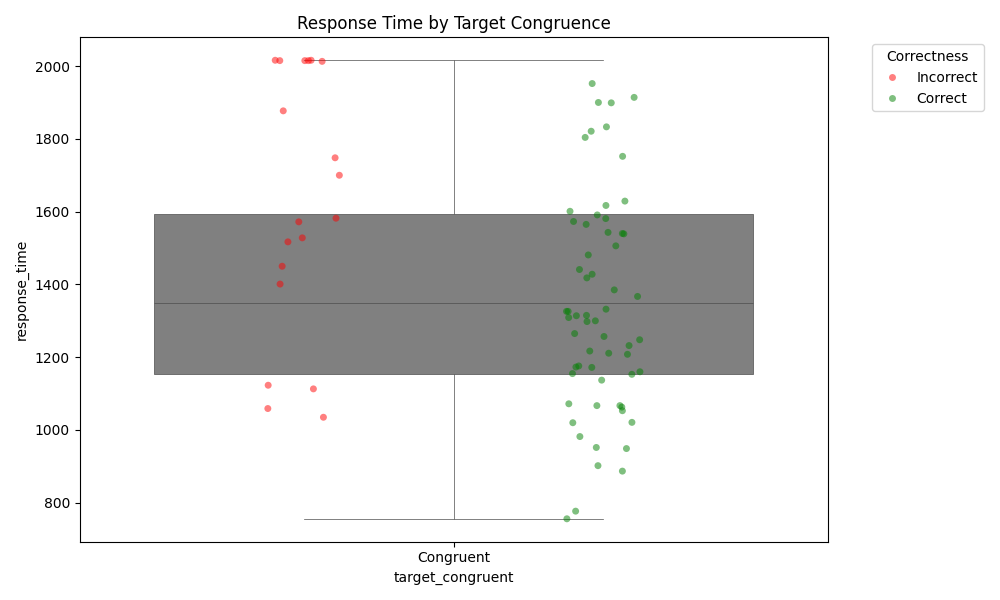 Response Time by Target Congruence
Correctness
Incorrect
Correct
response_time
2000
1800
1600
1400
1200
1000
800
Congruent
target_congruent